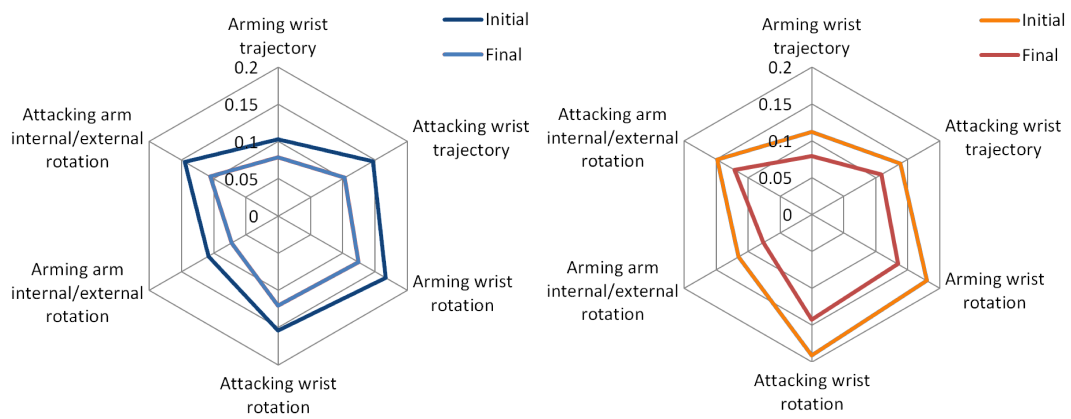 Arming wrist
trajectory
Initial
Final
0.2
0.15
0.1
0.05
0
Attacking arm
internal/external
rotation
Attacking wrist
trajectory
Arming arm
internal/external
rotation
Arming wrist
rotation
Attacking wrist
rotation
Arming wrist
trajectory
Initial
Final
0.2
0.15
0.1
0.05
0
Attacking arm
internal/external
rotation
Attacking wrist
trajectory
Arming arm
internal/external
rotation
Arming wrist
rotation
Attacking wrist
rotation